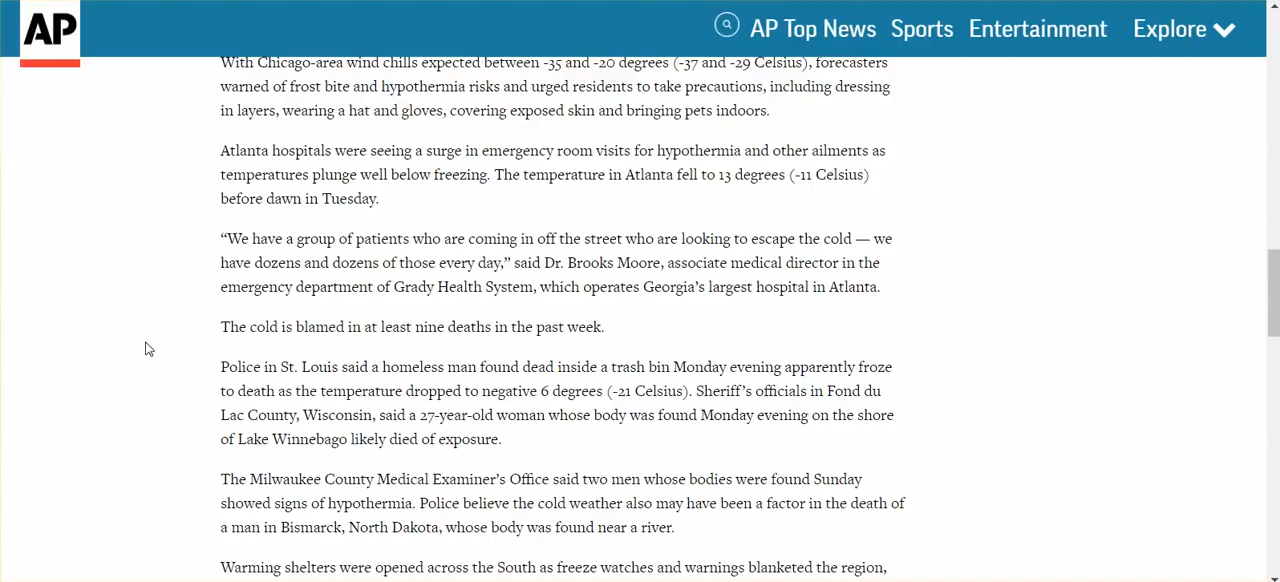 AP
AP Top News Sports Entertainment Explore
With Chicago-area wind chills expected between -35 and -20 degrees (-37 and -29 Celsius), forecasters
warned of frost bite and hypothermia risks and urged residents to take precautions, including dressing
in layers, wearing a hat and gloves, covering exposed skin and bringing pets indoors.
Atlanta hospitals were seeing a surge in emergency room visits for hypothermia and other ailments as
temperatures plunge well below freezing. The temperature in Atlanta fell to 13 degrees (-11 Celsius)
before dawn in Tuesday.
“We have a group of patients who are coming in off the street who are looking to escape the cold — we
have dozens and dozens of those every day,” said Dr. Brooks Moore, associate medical director in the
emergency department of Grady Health System, which operates Georgia’s largest hospital in Atlanta.
The cold is blamed in at least nine deaths in the past week.
Police in St. Louis said a homeless man found dead inside a trash bin Monday evening apparently froze
to death as the temperature dropped to negative 6 degrees (-21 Celsius). Sheriff’s officials in Fond du
Lac County, Wisconsin, said a 27-year-old woman whose body was found Monday evening on the shore
of Lake Winnebago likely died of exposure.
The Milwaukee County Medical Examiner’s Office said two men whose bodies were found Sunday
showed signs of hypothermia. Police believe the cold weather also may have been a factor in the death of
a man in Bismarck, North Dakota, whose body was found near a river.
Warming shelters were opened across the South as freeze watches and warnings blanketed the region,